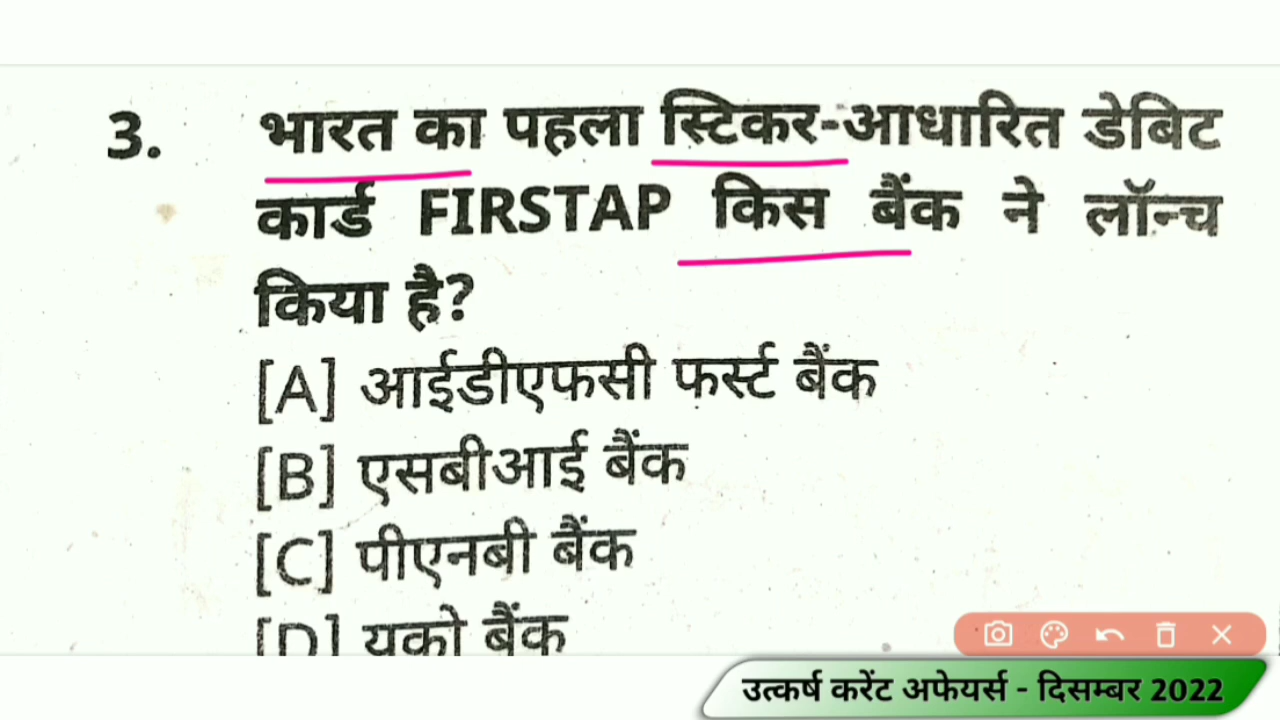 3. भारत का पहला स्टिकर-आधारित डेबिट
कार्ड FIRSTAP किस बैंक ने लॉन्च
किया है?
[A] आईडीएफसी फर्स्ट बैंक
[B] एसबीआई बैंक
[C] पीएनबी बैंक
[D] यूको बैंक
उत्कर्ष करेंट अफेयर्स - दिसम्बर 2022